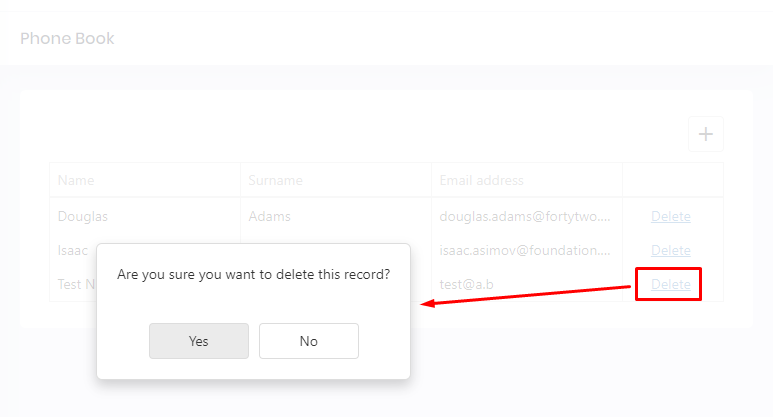 Phone Book
+
Name Surname Email address
Douglas Adams douglas.adams@fortytwo.... Delete
Isaac isaac.asimov@foundation.... Delete
Test N test@a.b Delete
Are you sure you want to delete this record?
Yes No